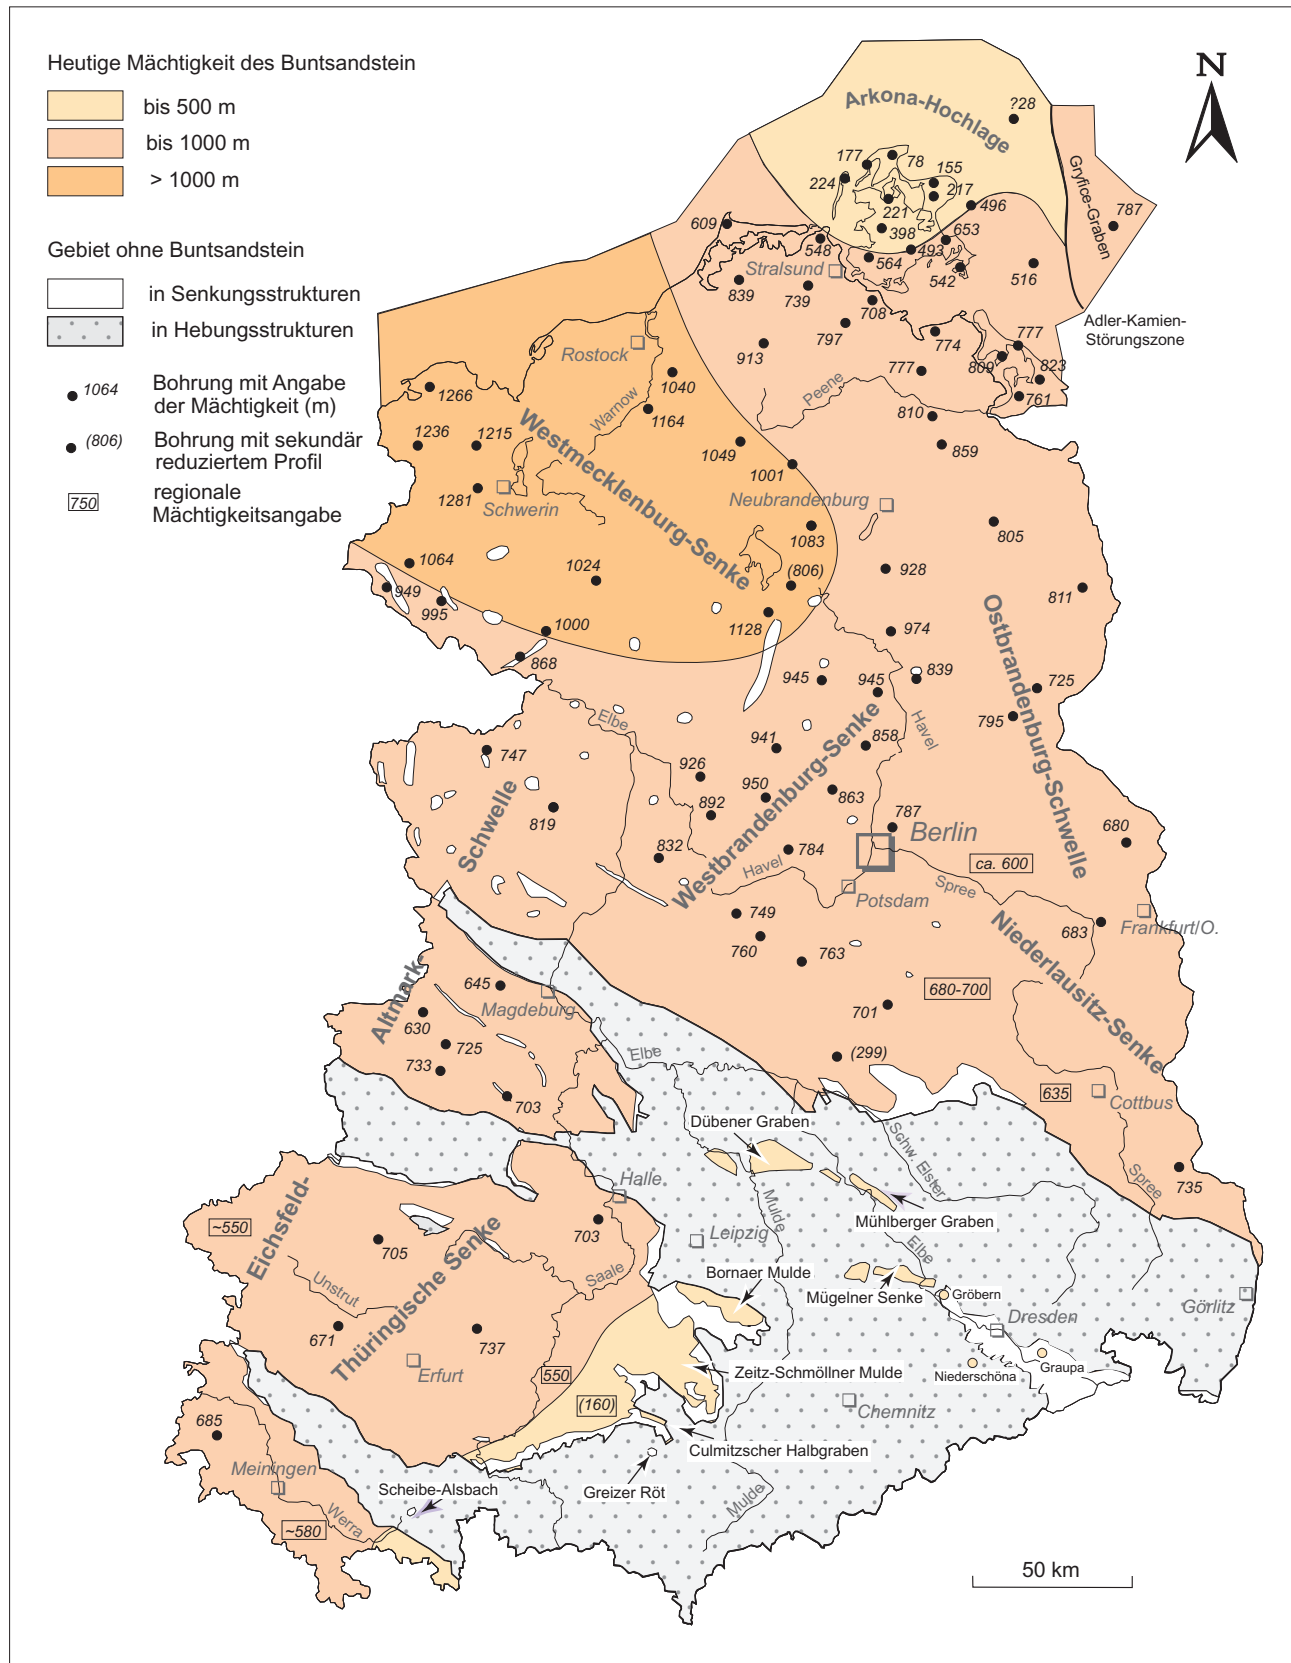 Heutige Mächtigkeit des Buntsandstein
bis 500 m
bis 1000 m
> 1000 m
Gebiet ohne Buntsandstein
in Senkungsstrukturen
in Hebungsstrukturen
1064
Bohrung mit Angabe
der Mächtigkeit (m)
(806)
Bohrung mit sekundär
reduziertem Profil
750
regionale
Mächtigkeitsangabe
N
Arkona-Hochlage
?28
177
78
155
224
217
221
496
398
Gryfice-Graben
787
609
548
653
493
564
Stralsund
542
516
839
739
708
Adler-Kamien-
Störungszone
797
774
777
913
809
823
777
761
Peene
810
859
Rostock
1040
1266
Warnow
1164
1236
1215
1049
1001
Westmecklenburg-Senke
1281
Schwerin
Neubrandenburg
1083
805
1064
1024
(806)
928
949
995
811
1128
1000
974
Ostbrandenburg-Schwelle
868
839
945
945
725
Elbe
Havel
795
747
941
858
926
950
863
Westbrandenburg-Senke
892
819
787
Berlin
680
Schwelle
832
784
Havel
ca. 600
Potsdam
Spree
749
Frankfurt/O.
683
760
763
Niederlausitz-Senke
645
Magdeburg
680-700
Altmark-
630
701
725
Elbe
(299)
733
635
Cottbus
703
Dübener Graben
Schw. Elster
Halle
Mulde
Spree
735
~550
703
Mühlberger Graben
Eichsfeld-
705
Leipzig
Elbe
Thüringische Senke
Saale
Bornaer Mulde
Unstrut
Mügelner Senke
Gröbern
Görlitz
671
737
Dresden
Erfurt
550
Zeitz-Schmöllner Mulde
Graupa
Niederschöna
(160)
Chemnitz
685
Culmitzscher Halbgraben
Meiningen
Scheibe-Alsbach
Greizer Röt
Mulde
Werra
~580
50 km